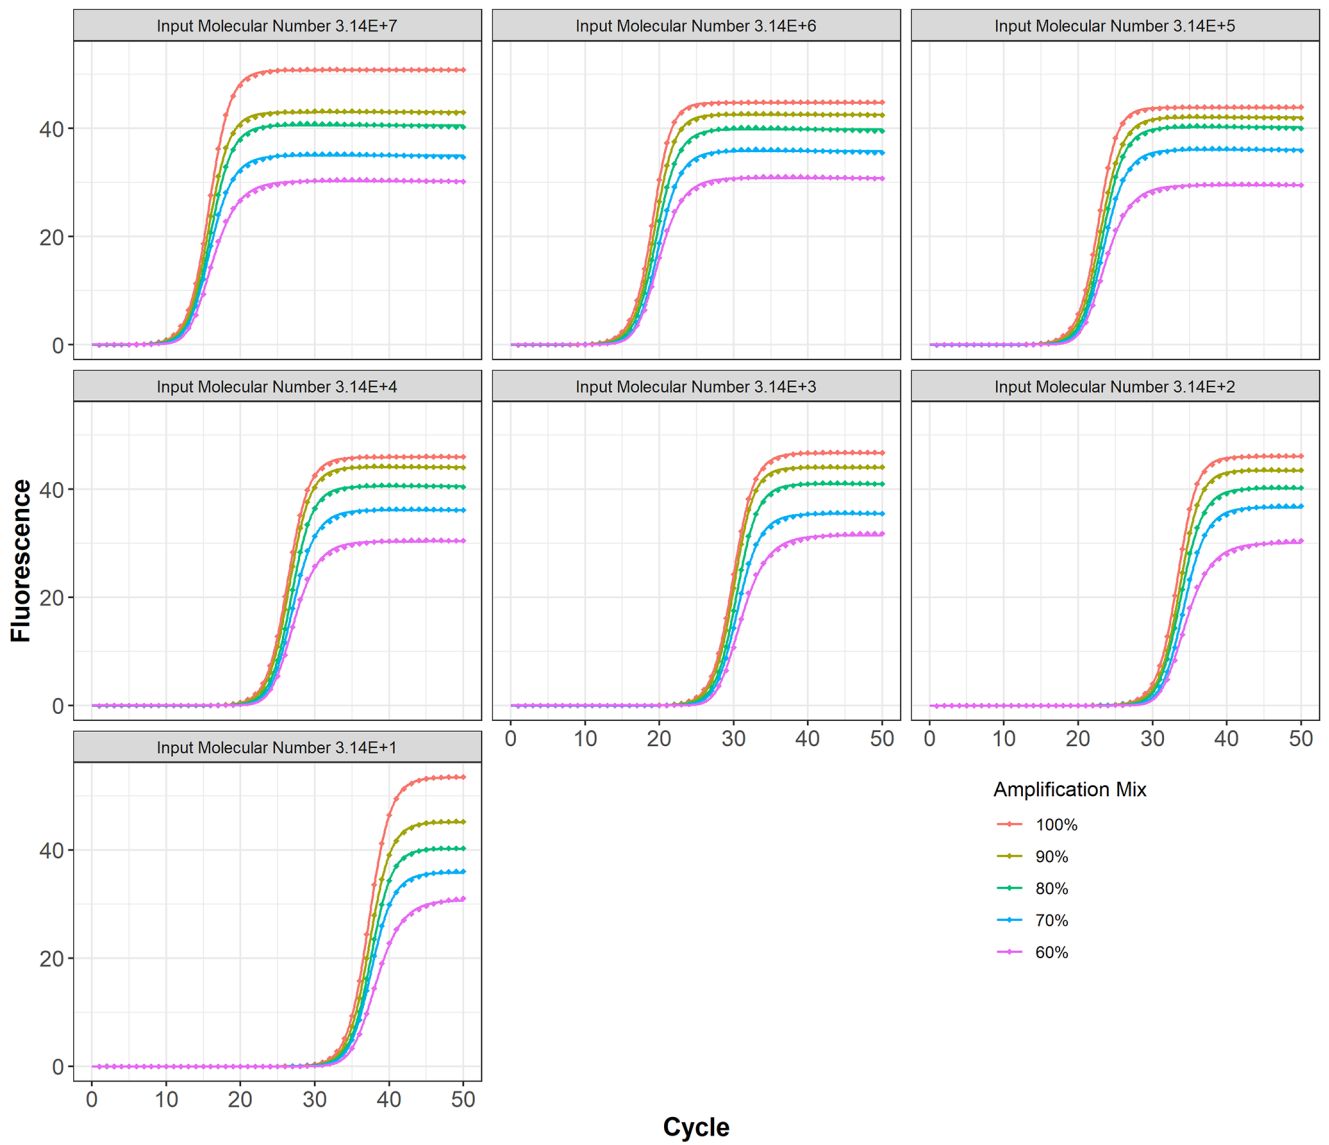 Input Molecular Number 3.14E+7
Input Molecular Number 3.14E+6
Input Molecular Number 3.14E+5
40
20
0
Input Molecular Number 3.14E+4
Input Molecular Number 3.14E+3
Input Molecular Number 3.14E+2
40
20
0
0 10 20 30 40 50
0 10 20 30 40 50
Input Molecular Number 3.14E+1
40
20
0
0 10 20 30 40 50
Fluorescence
Cycle
Amplification Mix
100%
90%
80%
70%
60%